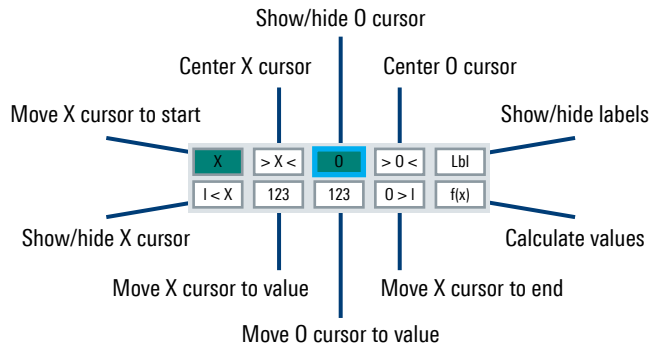 Show/hide O cursor
Center X cursor
Center O cursor
Move X cursor to start
Show/hide labels
X
> X <
O
> O <
Lbl
I < X
123
123
O > I
f(x)
Show/hide X cursor
Calculate values
Move X cursor to value
Move X cursor to end
Move O cursor to value